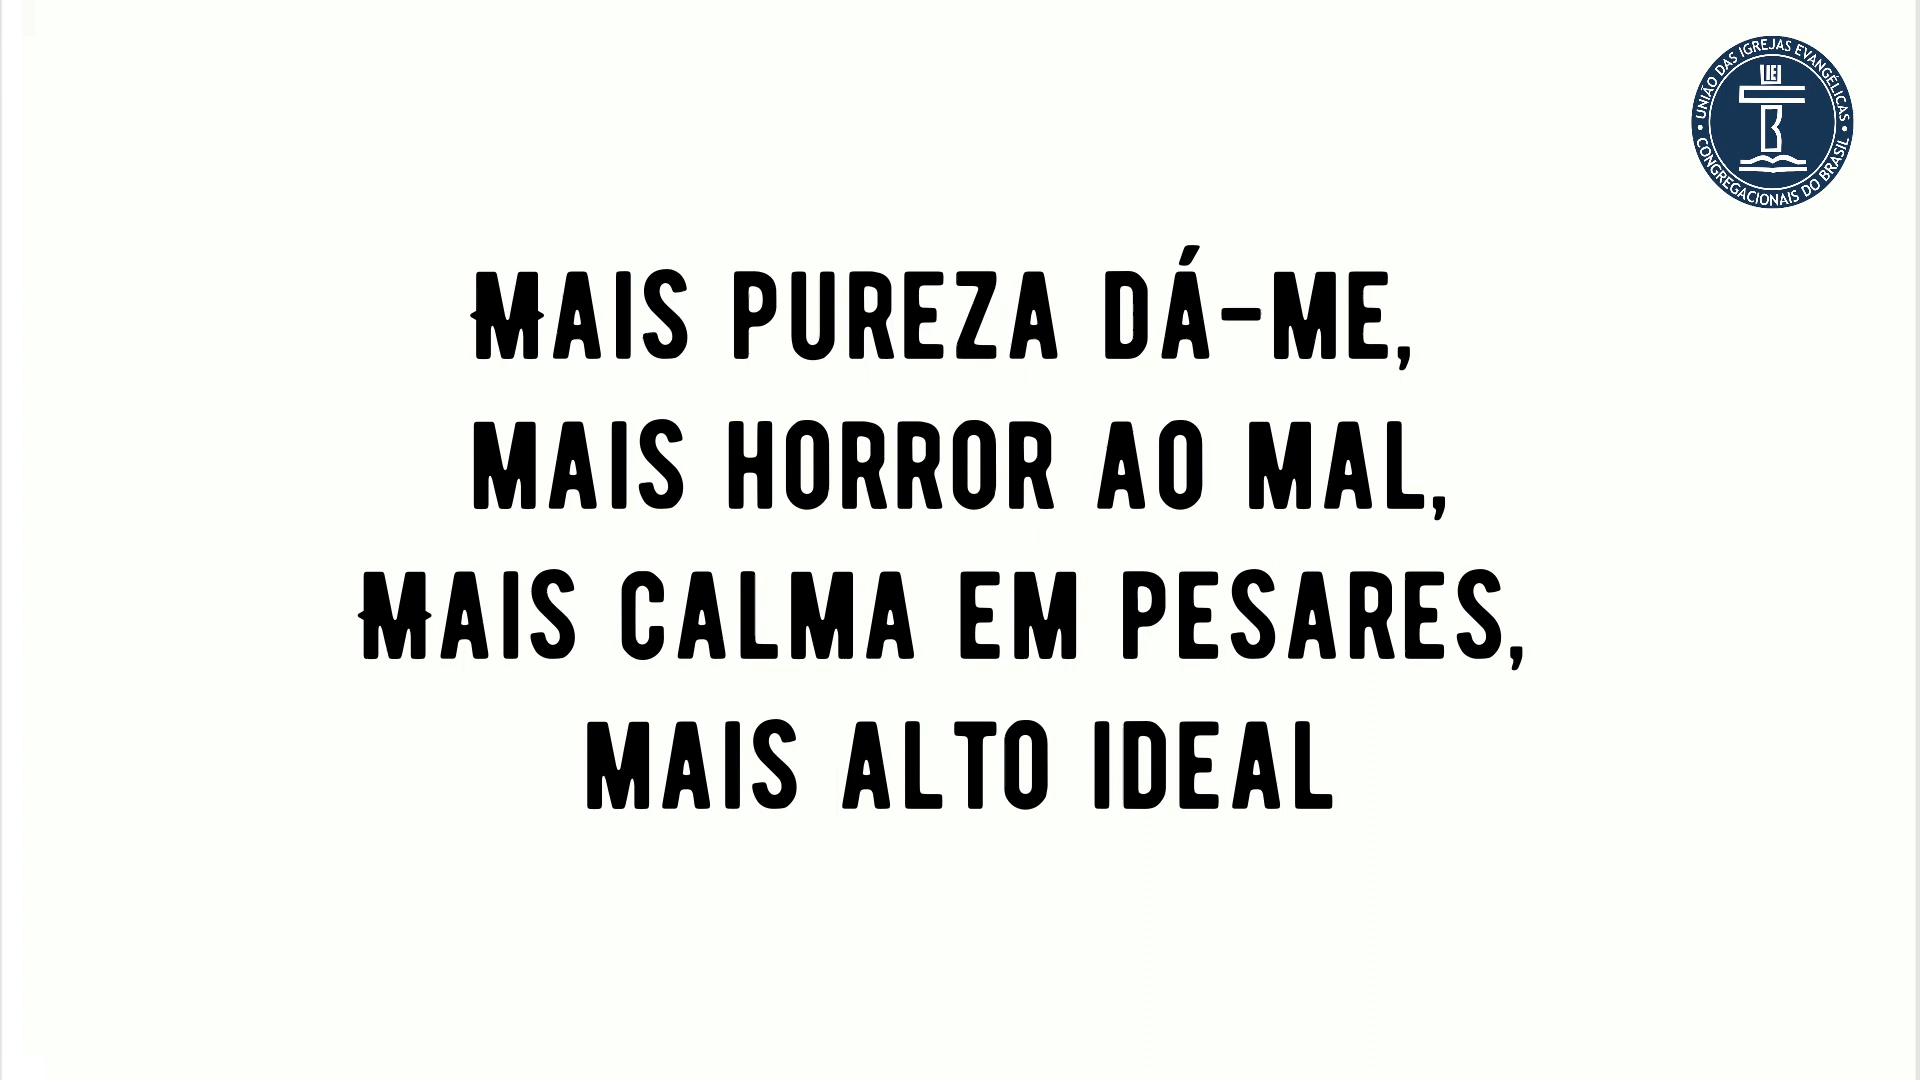 UNIÃO DAS IGREJAS EVANGÉLICAS
CONGREGACIONAIS DO BRASIL
MAIS PUREZA DÁ-ME,
MAIS HORROR AO MAL,
MAIS CALMA EM PESARES,
MAIS ALTO IDEAL